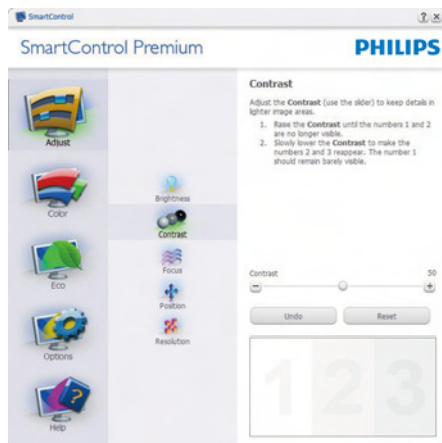 SmartControl
SmartControl Premium
PHILIPS
Adjust
Color
Eco
Options
Help
Brightness
Contrast
Focus
Position
Resolution
Contrast
Adjust the Contrast (use the slider) to keep details in
lighter image areas.
1. Raise the Contrast until the numbers 1 and 2
are no longer visible.
2. Slowly lower the Contrast to make the
numbers 2 and 3 reappear. The number 1
should remain barely visible.
Contrast 50
Undo Reset
1 2 3